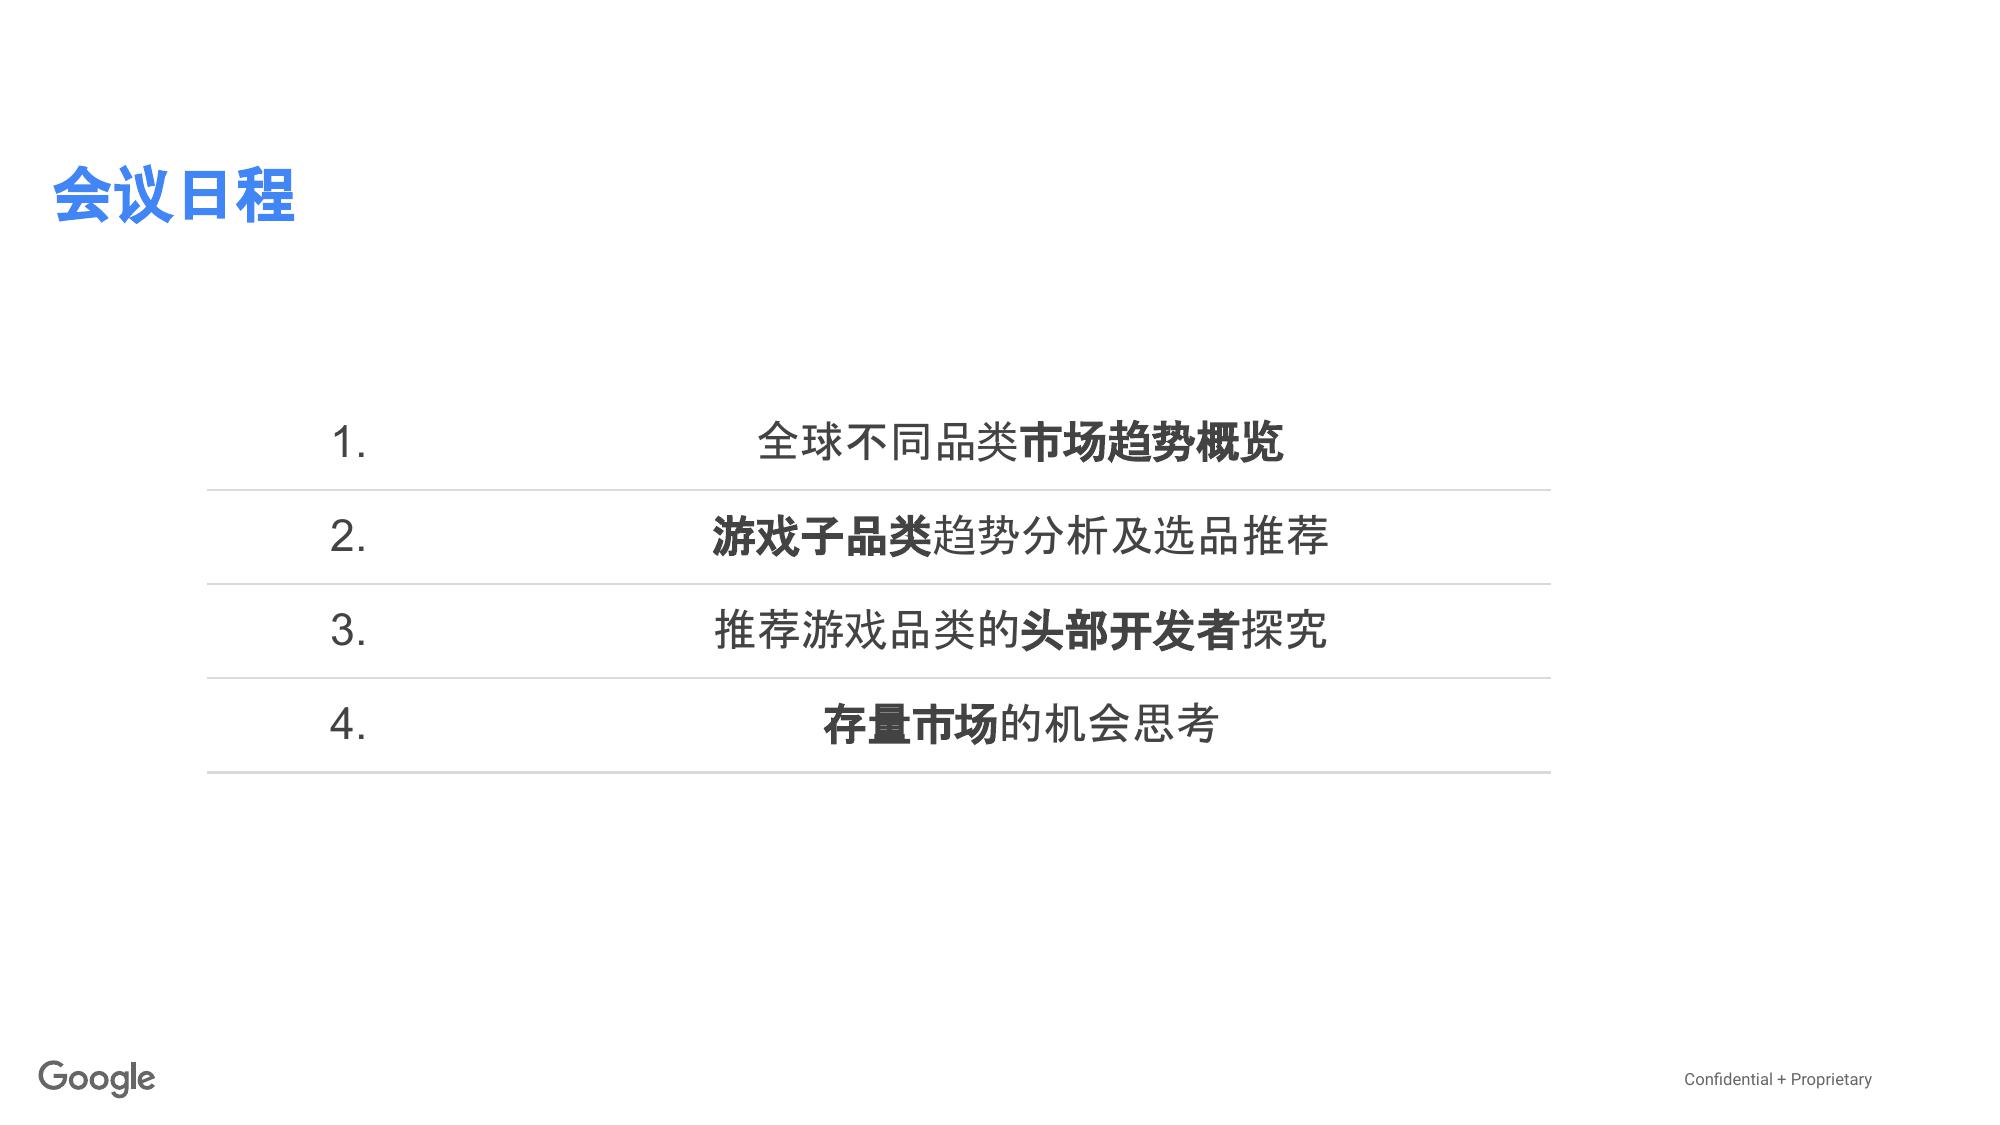 会议日程
1. 全球不同品类市场趋势概览
2. 游戏子品类趋势分析及选品推荐
3. 推荐游戏品类的头部开发者探究
4. 存量市场的机会思考
Google
Confidential + Proprietary